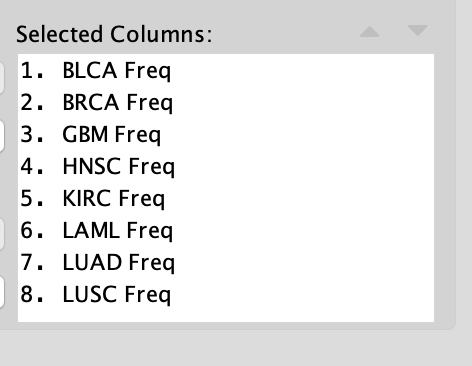 Selected Columns:
1. BLCA Freq
2. BRCA Freq
3. GBM Freq
4. HNSC Freq
5. KIRC Freq
6. LAML Freq
7. LUAD Freq
8. LUSC Freq